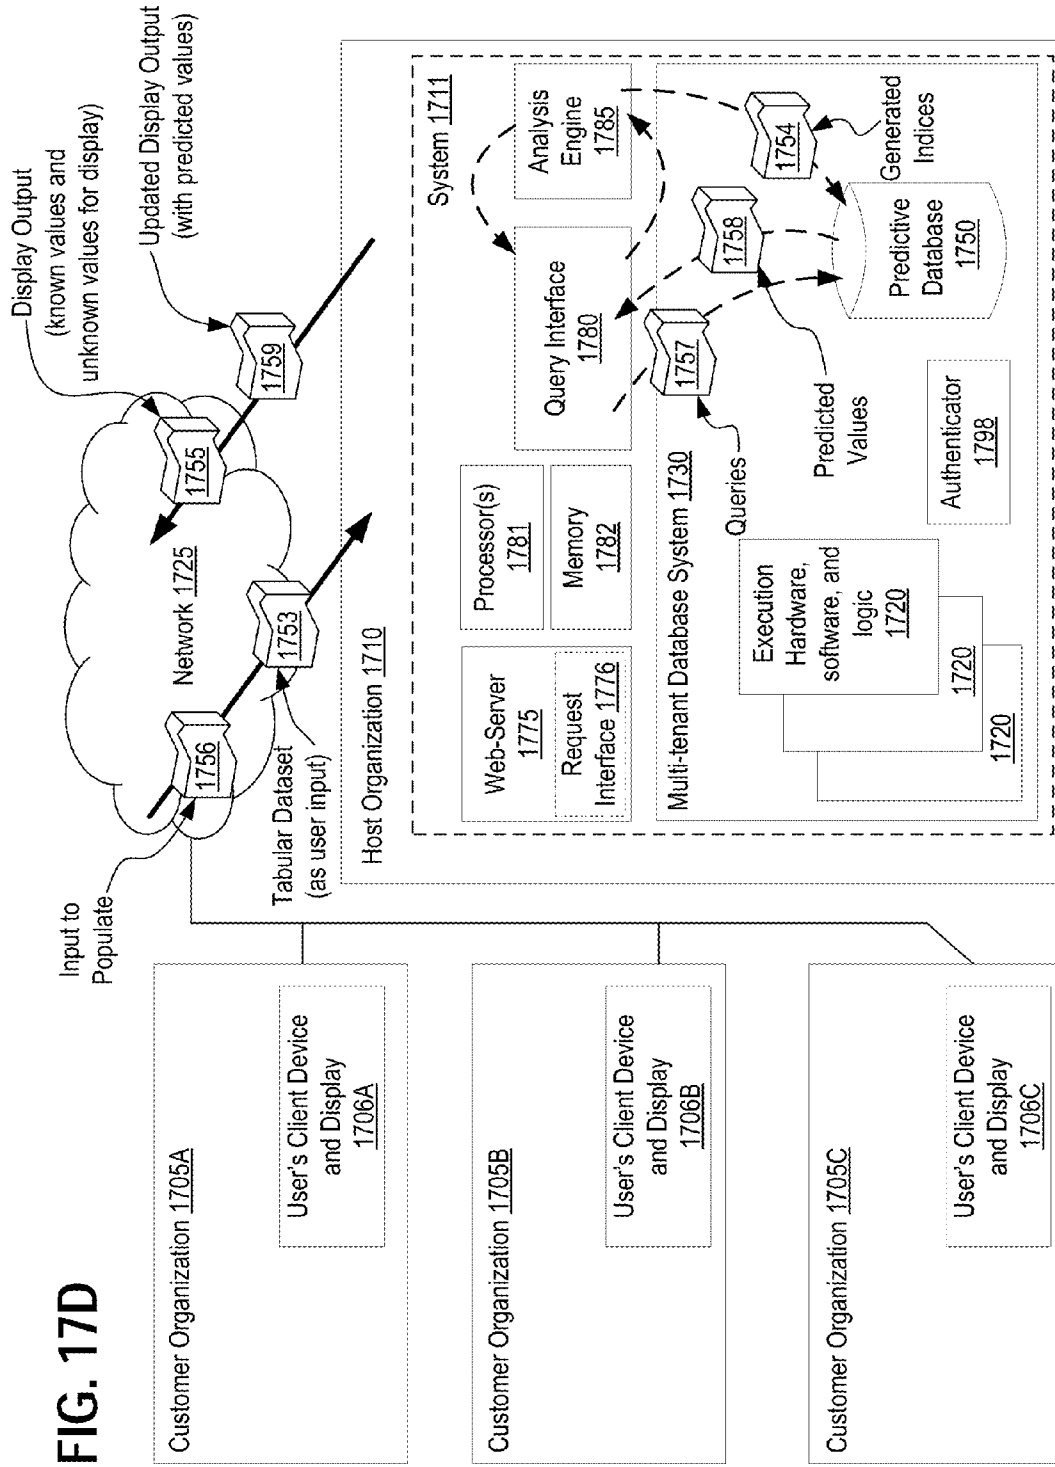 FIG. 17D
Customer Organization 1705A
User's Client Device
and Display
1706A
Customer Organization 1705B
User's Client Device
and Display
1706B
Customer Organization 1705C
User's Client Device
and Display
1706C
Input to
Populate
1756
Network 1725
1753
Tabular Dataset
(as user input)
1755
Display Output
(known values and
unknown values for display)
1759
Updated Display Output
(with predicted values)
Host Organization 1710
System 1711
Web-Server
1775
Request
Interface 1776
Processor(s)
1781
Memory
1782
Query Interface
1780
Analysis
Engine
1785
Multi-tenant Database System 1730
Execution
Hardware,
software, and
logic
1720
1720
1720
Queries
1757
Predicted
Values
1758
1754
Generated
Indices
Authenticator
1798
Predictive
Database
1750